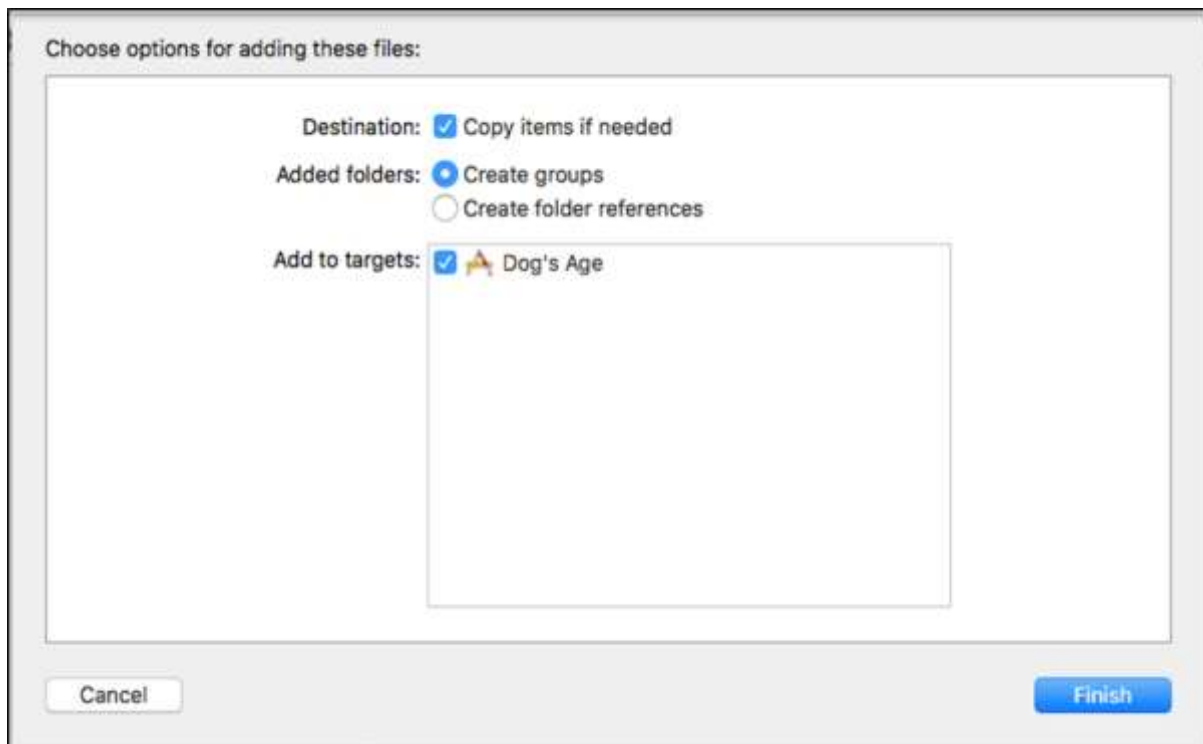 Choose options for adding these files:
Destination: Copy items if needed
Added folders: Create groups
Create folder references
Add to targets: Dog's Age
Cancel Finish